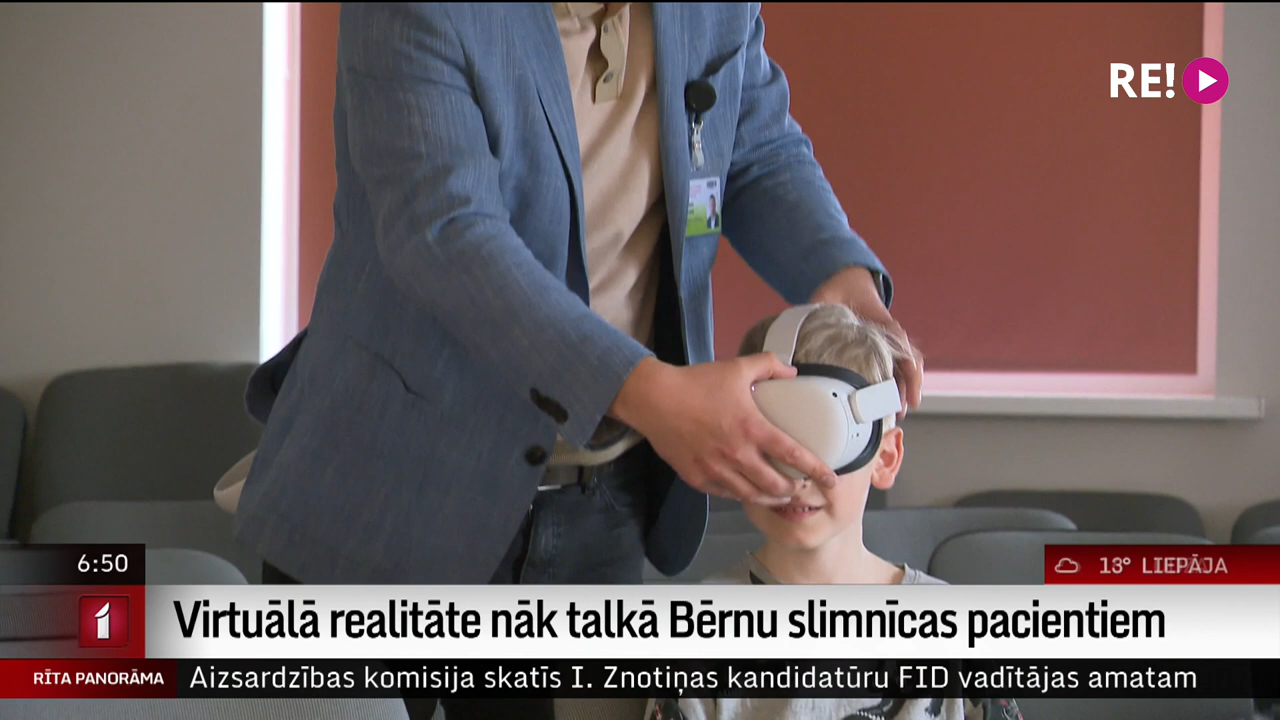 RE!
6:50
13° LIEPĀJA
1
Virtuālā realitāte nāk talkā Bērnu slimnīcas pacientiem
RĪTA PANORĀMA
Aizsardzības komisija skatīs I. Znotiņas kandidatūru FID vadītājas amatam